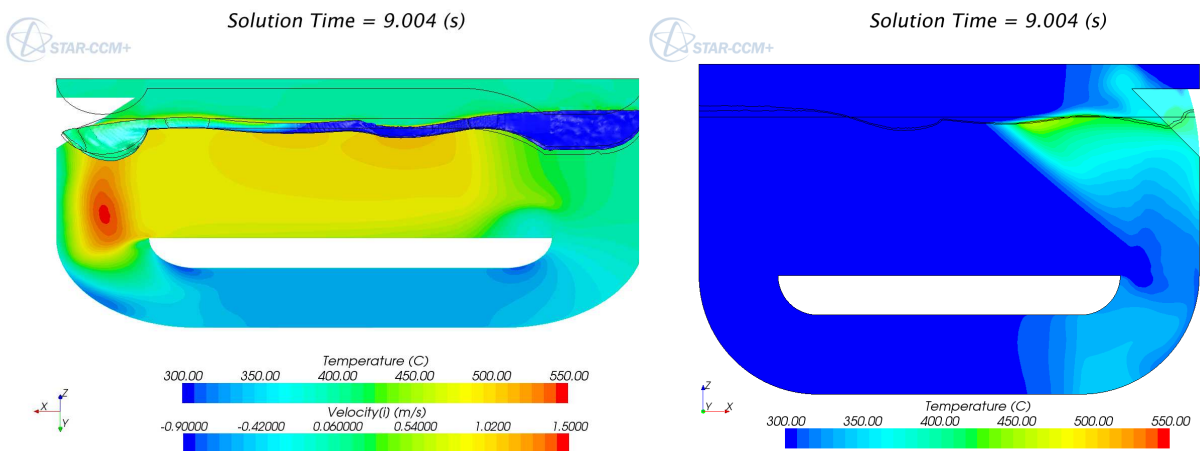 Solution Time = 9.004 (s)
STAR-CCM+
Temperature (C)
300.00 350.00 400.00 450.00 500.00 550.00
Velocity(i) (m/s)
-0.90000 -0.42000 0.060000 0.54000 1.0200 1.5000
Z
X
Y
Solution Time = 9.004 (s)
STAR-CCM+
Z
Y X
Temperature (C)
300.00 350.00 400.00 450.00 500.00 550.00